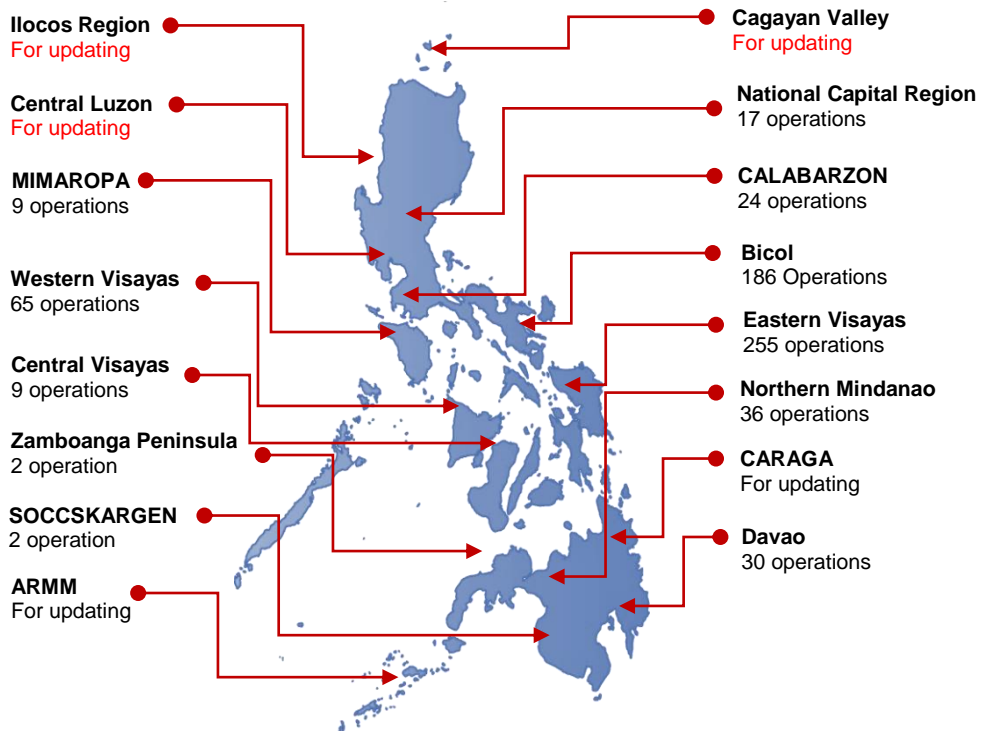 Ilocos Region
For updating
Central Luzon
For updating
MIMAROPA
9 operations
Western Visayas
65 operations
Central Visayas
9 operations
Zamboanga Peninsula
2 operation
SOCCSKARGEN
2 operation
ARMM
For updating
Cagayan Valley
For updating
National Capital Region
17 operations
CALABARZON
24 operations
Bicol
186 Operations
Eastern Visayas
255 operations
Northern Mindanao
36 operations
CARAGA
For updating
Davao
30 operations